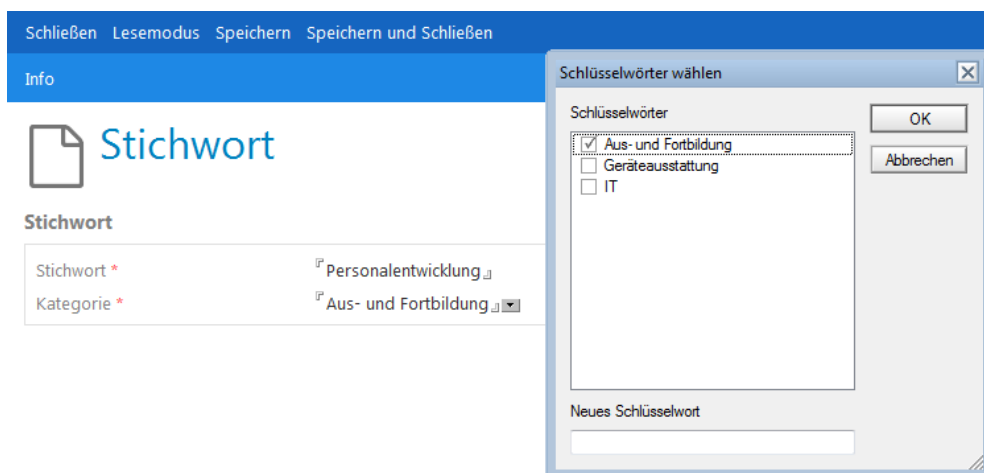 Schließen Lesemodus Speichern Speichern und Schließen
Info
Stichwort
Stichwort
Stichwort *
Personalentwicklung
Kategorie *
Aus- und Fortbildung
Schlüsselwörter wählen
Schlüsselwörter
Aus- und Fortbildung
Geräteausstattung
IT
OK
Abbrechen
Neues Schlüsselwort